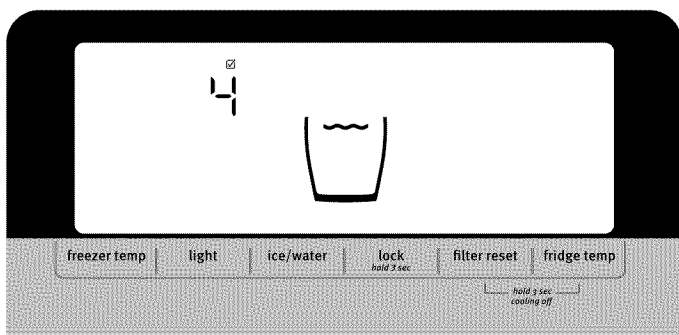 4
freezer temp light ice/water lock filter reset fridge temp
hold 3 sec
hold 3 sec
cooling off